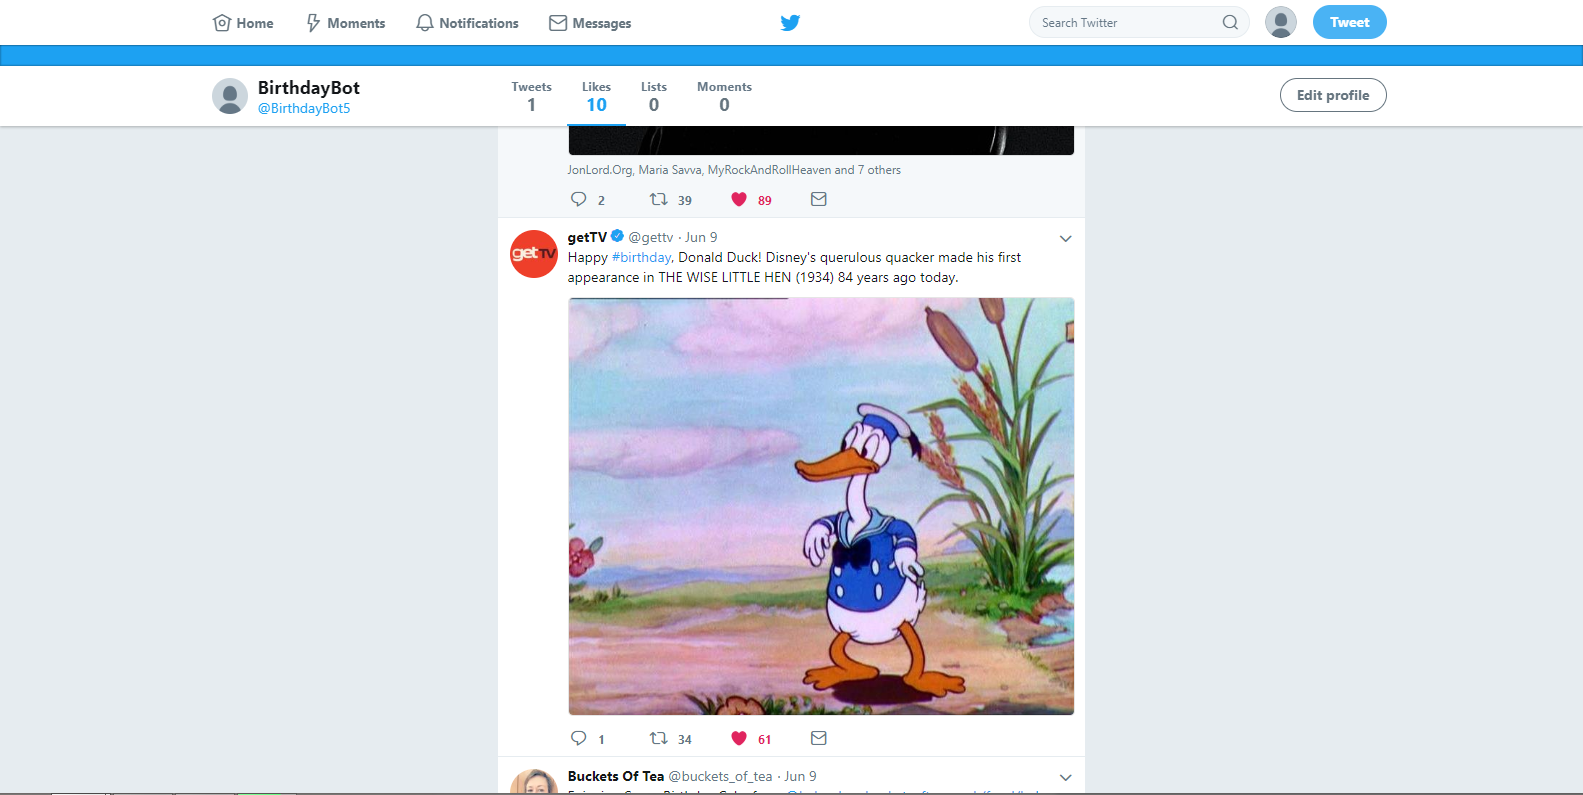 Home
Moments
Notifications
Messages
Search Twitter
Tweet
BirthdayBot
@BirthdayBot5
Tweets
1
Likes
10
Lists
0
Moments
0
Edit profile
JonLord.Org, Maria Savva, MyRockAndRollHeaven and 7 others
2
39
89
get TV
getTV @gettv · Jun 9
Happy #birthday, Donald Duck! Disney's querulous quacker made his first
appearance in THE WISE LITTLE HEN (1934) 84 years ago today.
1
34
61
Buckets Of Tea @buckets_of_tea · Jun 9